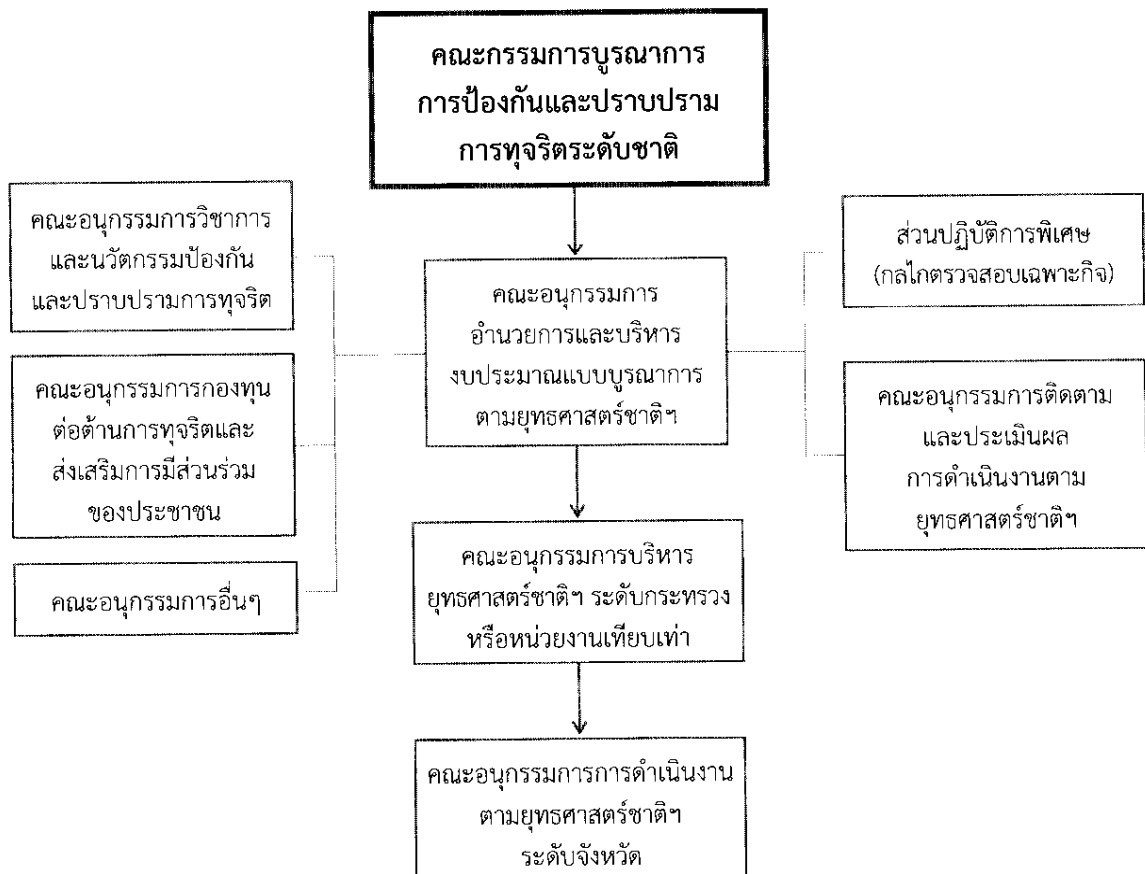 คณะกรรมการบูรณาการ
การป้องกันและปราบปราม
การทุจริตระดับชาติ
คณะอนุกรรมการวิชาการ
และนวัตกรรมป้องกัน
และปราบปรามการทุจริต
คณะอนุกรรมการกองทุน
ต่อต้านการทุจริตและ
ส่งเสริมการมีส่วนร่วม
ของประชาชน
คณะอนุกรรมการอื่นๆ
คณะอนุกรรมการ
อำนวยการและบริหาร
งบประมาณแบบบูรณาการ
ตามยุทธศาสตร์ชาติฯ
ส่วนปฏิบัติการพิเศษ
(กลไกตรวจสอบเฉพาะกิจ)
คณะอนุกรรมการติดตาม
และประเมินผล
การดำเนินงานตาม
ยุทธศาสตร์ชาติฯ
คณะอนุกรรมการบริหาร
ยุทธศาสตร์ชาติฯ ระดับกระทรวง
หรือหน่วยงานเทียบเท่า
คณะอนุกรรมการการดำเนินงาน
ตามยุทธศาสตร์ชาติฯ
ระดับจังหวัด